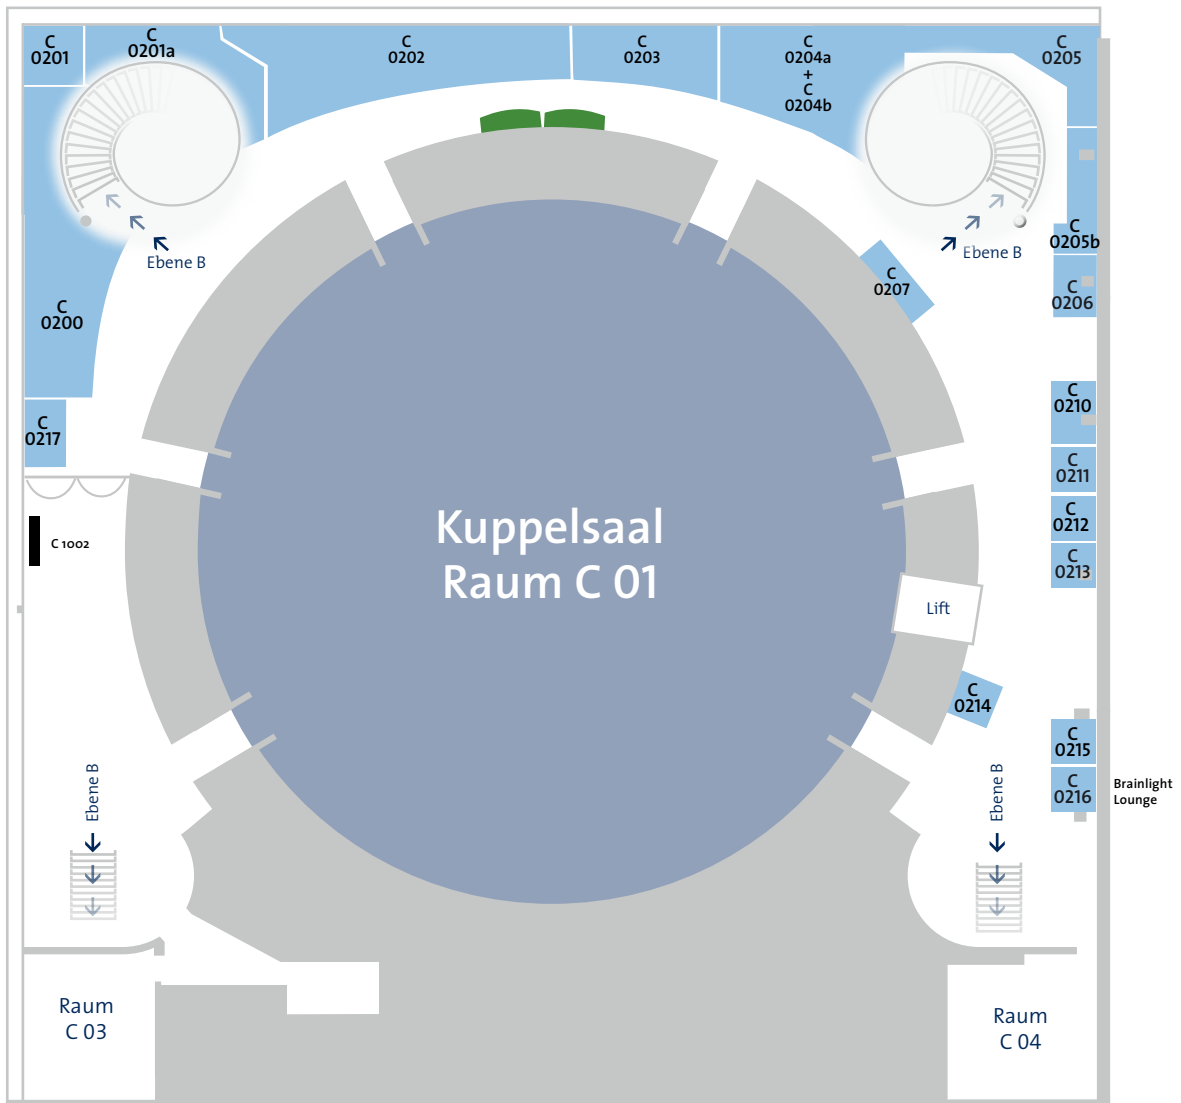 C
0201
C
0201a
C
0202
C
0203
C
0204a
+
C
0204b
C
0205
C
0205b
C
0206
C
0207
Ebene B
Ebene B
C
0200
C
0217
C
0210
C
0211
C
0212
C
0213
C 1002
Kuppelsaal
Raum C 01
Lift
C
0214
C
0215
C
0216
Brainlight
Lounge
Ebene B
Ebene B
Raum
C 03
Raum
C 04